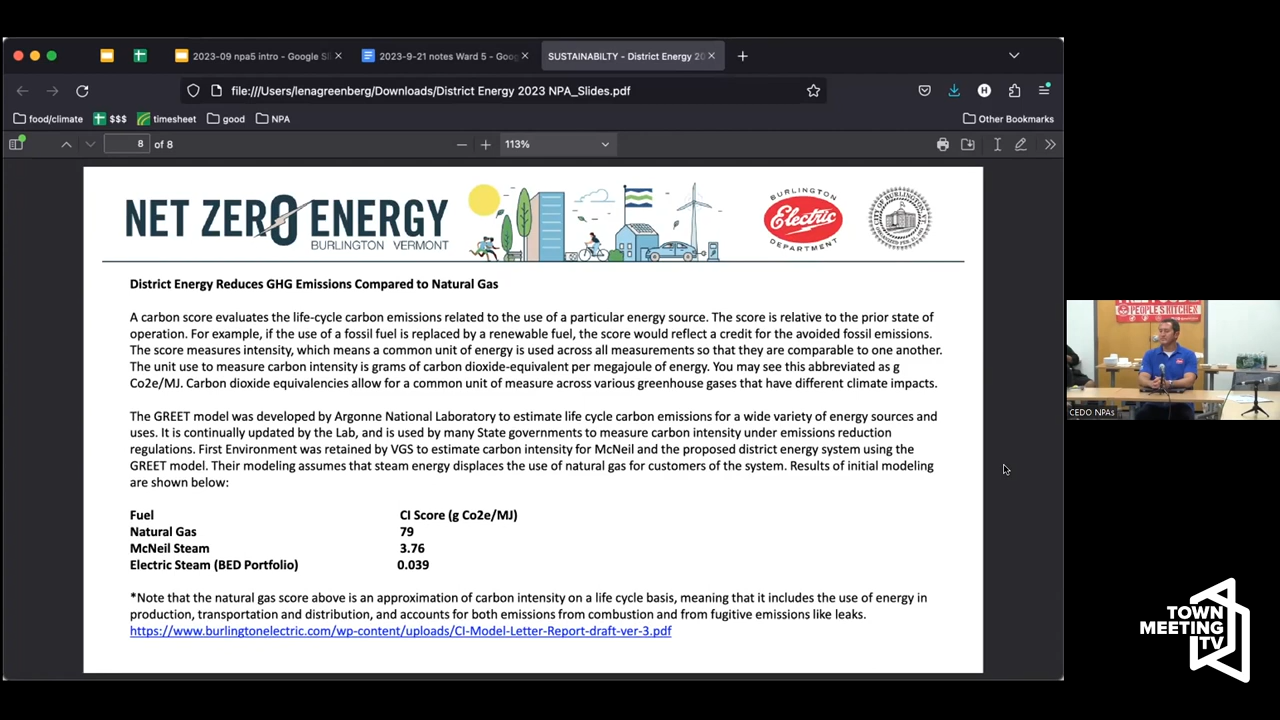 2023-09 npa5 intro - Google Sl
2023-9-21 notes Ward 5 - Goog
SUSTAINABILTY - District Energy 20
file:///Users/lenagreenberg/Downloads/District Energy 2023 NPA_Slides.pdf
food/climate
$$$
timesheet
good
NPA
Other Bookmarks
8 of 8
113%
NET ZERO ENERGY
BURLINGTON VERMONT
BURLINGTON
Electric
DEPARTMENT
District Energy Reduces GHG Emissions Compared to Natural Gas
A carbon score evaluates the life-cycle carbon emissions related to the use of a particular energy source. The score is relative to the prior state of
operation. For example, if the use of a fossil fuel is replaced by a renewable fuel, the score would reflect a credit for the avoided fossil emissions.
The score measures intensity, which means a common unit of energy is used across all measurements so that they are comparable to one another.
The unit use to measure carbon intensity is grams of carbon dioxide-equivalent per megajoule of energy. You may see this abbreviated as g
Co2e/MJ. Carbon dioxide equivalencies allow for a common unit of measure across various greenhouse gases that have different climate impacts.
The GREET model was developed by Argonne National Laboratory to estimate life cycle carbon emissions for a wide variety of energy sources and
uses. It is continually updated by the Lab, and is used by many State governments to measure carbon intensity under emissions reduction
regulations. First Environment was retained by VGS to estimate carbon intensity for McNeil and the proposed district energy system using the
GREET model. Their modeling assumes that steam energy displaces the use of natural gas for customers of the system. Results of initial modeling
are shown below:
Fuel CI Score (g Co2e/MJ)
Natural Gas 79
McNeil Steam 3.76
Electric Steam (BED Portfolio) 0.039
*Note that the natural gas score above is an approximation of carbon intensity on a life cycle basis, meaning that it includes the use of energy in
production, transportation and distribution, and accounts for both emissions from combustion and from fugitive emissions like leaks.
https://www.burlingtonelectric.com/wp-content/uploads/CI-Model-Letter-Report-draft-ver-3.pdf
PEOPLE'S KITCHEN
CEDO NPAs
TOWN
MEETING
TV